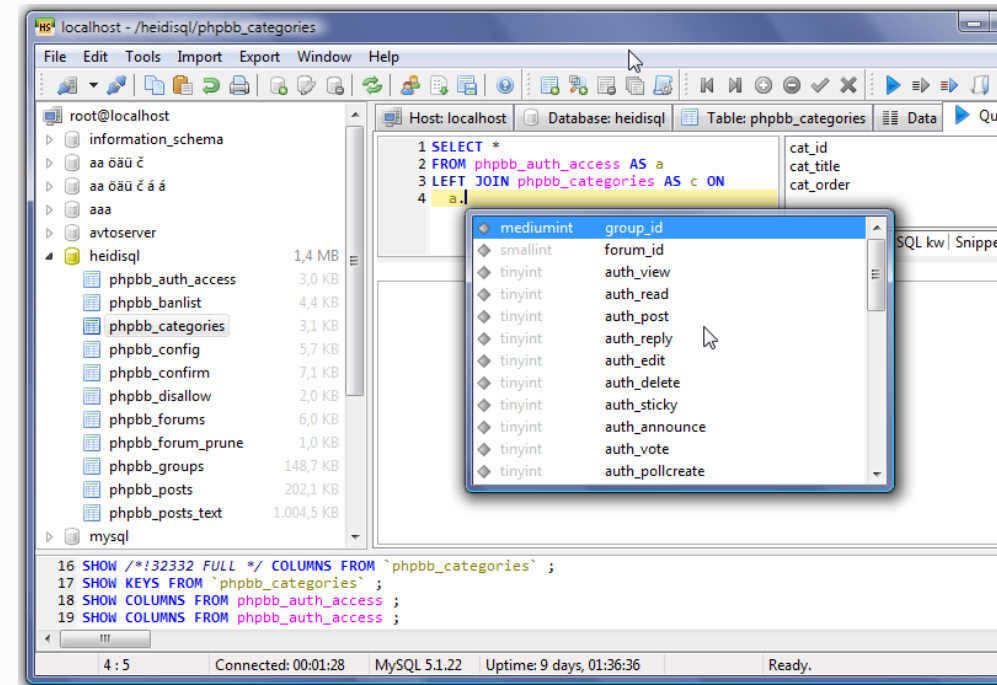 localhost - /heidisql/phpbb_categories
File Edit Tools Import Export Window Help
root@localhost
information_schema
aa öäü č
aa öäü č á á
aaa
avtoserver
heidisql 1,4 MB
phpbb_auth_access 3,0 KB
phpbb_banlist 4,4 KB
phpbb_categories 3,1 KB
phpbb_config 5,7 KB
phpbb_confirm 7,1 KB
phpbb_disallow 2,0 KB
phpbb_forums 6,0 KB
phpbb_forum_prune 1,0 KB
phpbb_groups 148,7 KB
phpbb_posts 202,1 KB
phpbb_posts_text 1.004,5 KB
mysql
Host: localhost Database: heidisql Table: phpbb_categories Data Qu
1 SELECT *
2 FROM phpbb_auth_access AS a
3 LEFT JOIN phpbb_categories AS c ON
4 a.
cat_id
cat_title
cat_order
SQL kw Snippe
mediumint group_id
smallint forum_id
tinyint auth_view
tinyint auth_read
tinyint auth_post
tinyint auth_reply
tinyint auth_edit
tinyint auth_delete
tinyint auth_sticky
tinyint auth_announce
tinyint auth_vote
tinyint auth_pollcreate
16 SHOW /*!32332 FULL */ COLUMNS FROM `phpbb_categories` ;
17 SHOW KEYS FROM `phpbb_categories` ;
18 SHOW COLUMNS FROM phpbb_auth_access ;
19 SHOW COLUMNS FROM phpbb_auth_access ;
4 : 5 Connected: 00:01:28 MySQL 5.1.22 Uptime: 9 days, 01:36:36 Ready.